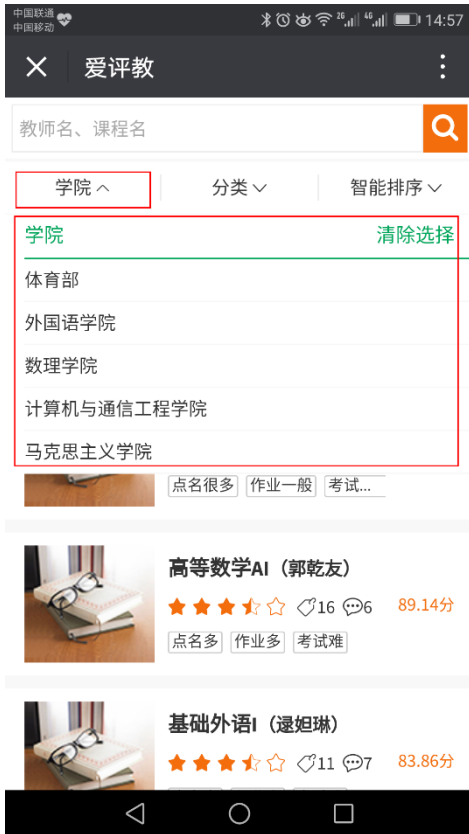 中国联通
中国移动
26 46 14:57
爱评教
教师名、课程名
学院 分类 智能排序
学院 清除选择
体育部
外国语学院
数理学院
计算机与通信工程学院
马克思主义学院
点名很多 作业一般 考试...
高等数学AI（郭乾友）
16 6 89.14分
点名多 作业多 考试难
基础外语I（逯妲琳）
11 7 83.86分